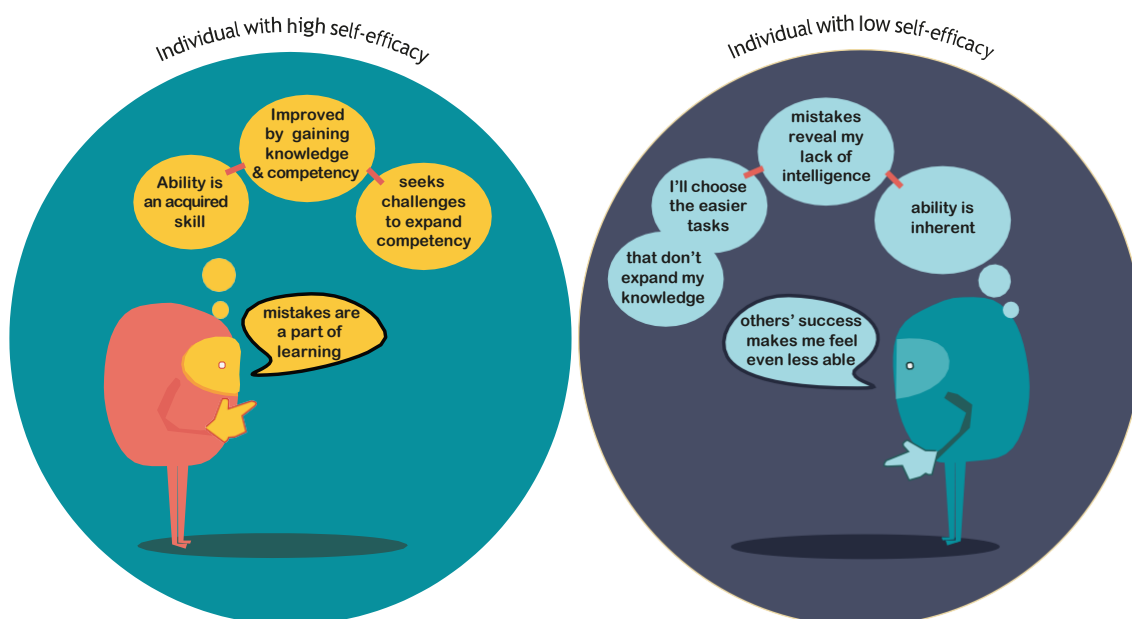 Individual with high self-efficacy
Ability is
an acquired
skill
Improved
by gaining
knowledge
& competency
seeks
challenges
to expand
competency
mistakes are
a part of
learning
Individual with low self-efficacy
that don't
expand my
knowledge
I'll choose
the easier
tasks
mistakes
reveal my
lack of
intelligence
ability is
inherent
others' success
makes me feel
even less able